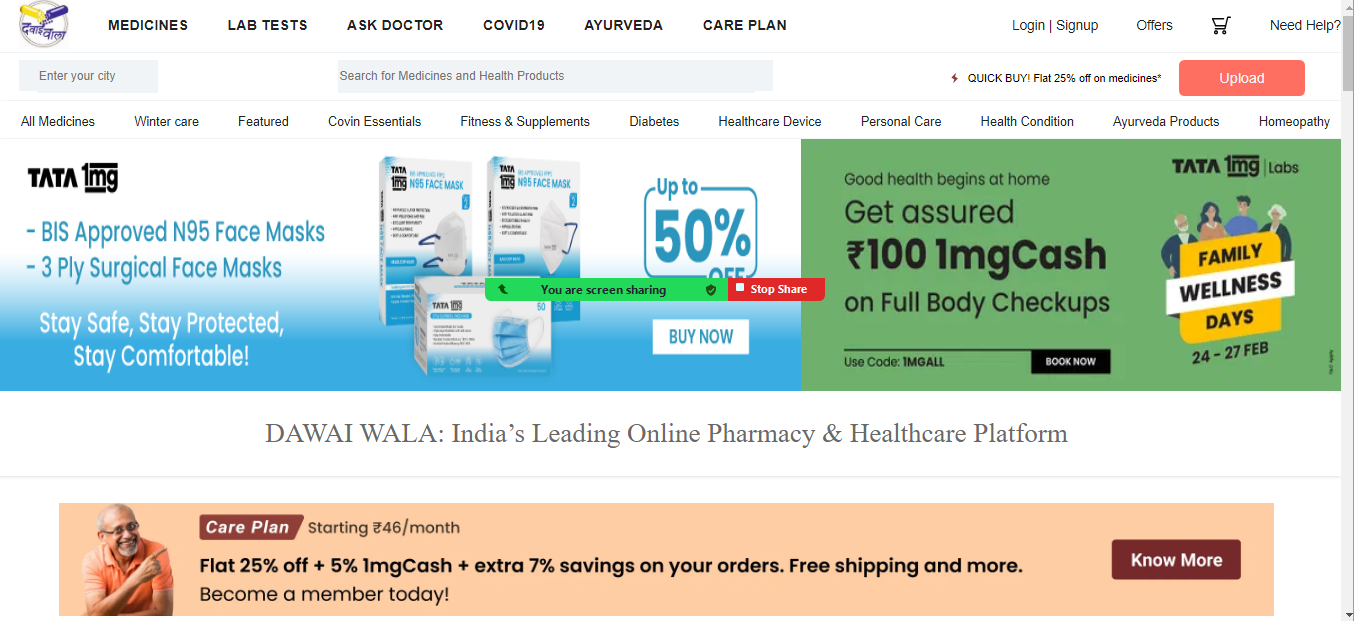 दवाई वाला
MEDICINES LAB TESTS ASK DOCTOR COVID19 AYURVEDA CARE PLAN Login | Signup Offers Need Help?
Enter your city Search for Medicines and Health Products QUICK BUY! Flat 25% off on medicines* Upload
All Medicines Winter care Featured Covin Essentials Fitness & Supplements Diabetes Healthcare Device Personal Care Health Condition Ayurveda Products Homeopathy
TATA 1mg
- BIS Approved N95 Face Masks
- 3 Ply Surgical Face Masks
Stay Safe, Stay Protected,
Stay Comfortable!
TATA 1mg
N95 FACE MASK
TATA 1mg
N95 FACE MASK
TATA 1mg
50
Up to
50%
OFF
BUY NOW
You are screen sharing Stop Share
Good health begins at home
Get assured
₹100 1mgCash
on Full Body Checkups
Use Code: 1MGALL BOOK NOW
TATA 1mg Labs
FAMILY
WELLNESS
DAYS
24 - 27 FEB
DAWAI WALA: India’s Leading Online Pharmacy & Healthcare Platform
Care Plan Starting ₹46/month
Flat 25% off + 5% 1mgCash + extra 7% savings on your orders. Free shipping and more.
Become a member today!
Know More